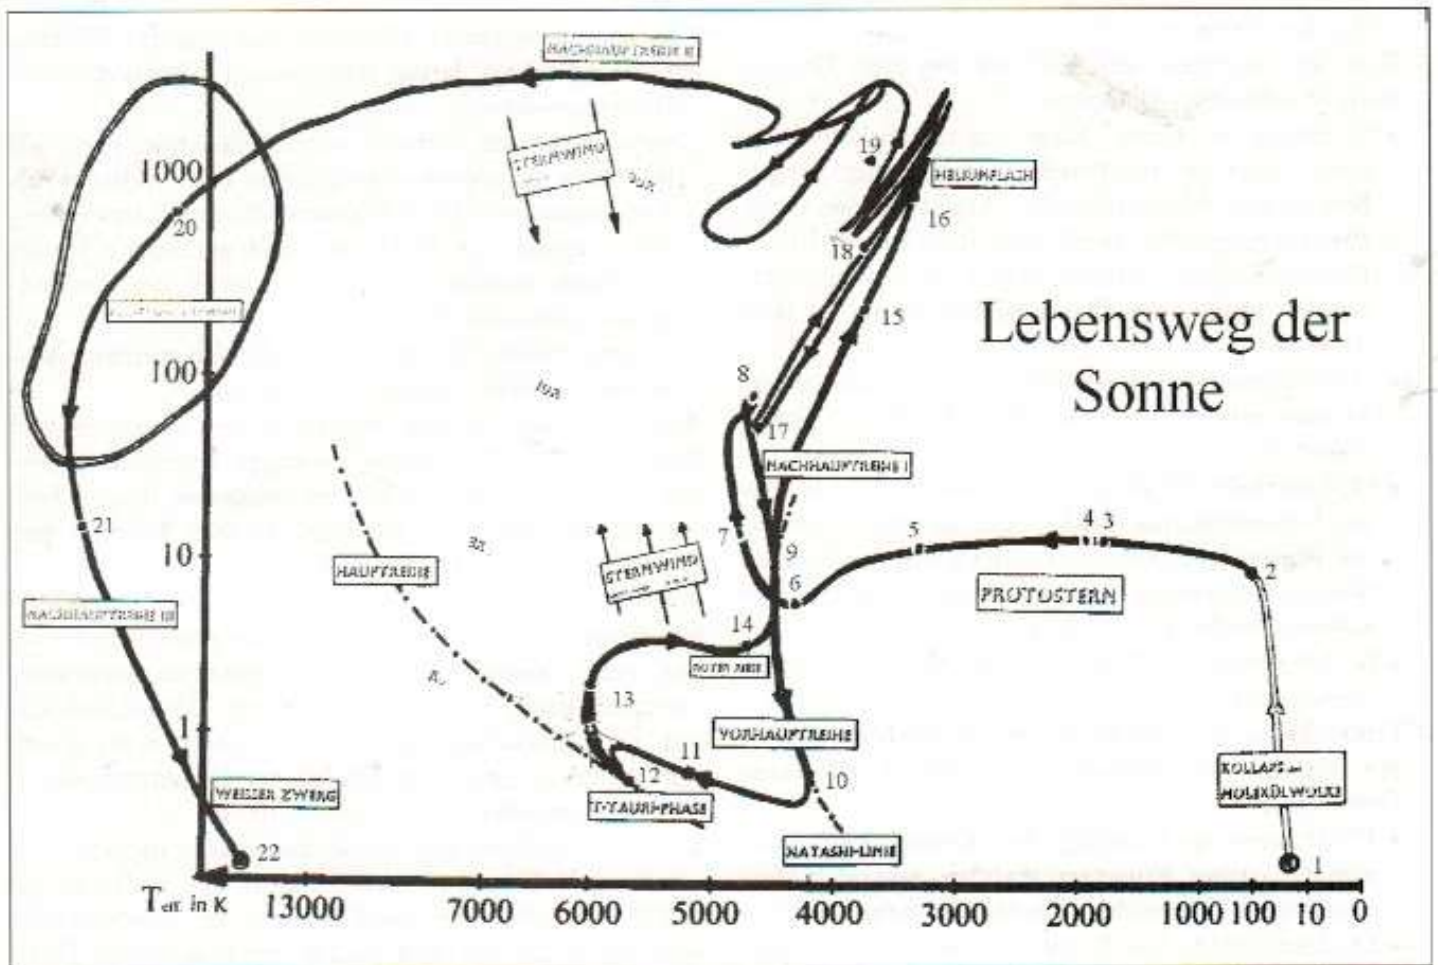 NACHHAUPTREIHE II
STERNWIND
1000
19
HELIUMFLASH
16
20
18
15
Lebensweg der
Sonne
100
8
17
NACHHAUPTREIHE I
21
10
7
9
5
4
3
2
HAUPTREIHE
STERNWIND
6
PROTOSTERN
NACHHAUPTREIHE III
14
13
1
VORHAUPTREIHE
11
12
10
KOLLAPS der
MOLEKÜLWOLKE
WEISSER ZWERG
T-TAURI-PHASE
HAYASHI-LINIE
22
1
T eff. in K
13000
7000
6000
5000
4000
3000
2000
1000
100
10
0